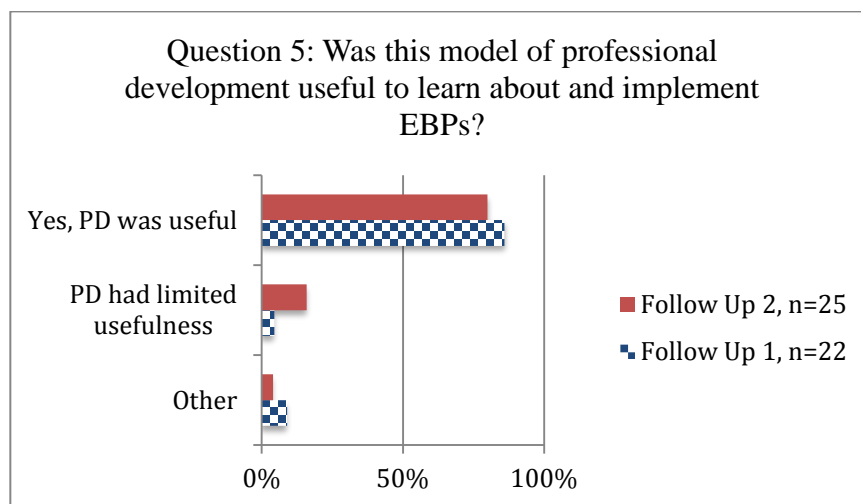 Question 5: Was this model of professional
development useful to learn about and implement
EBPs?
Yes, PD was useful
PD had limited
usefulness
Other
0%
50%
100%
Follow Up 2, n=25
Follow Up 1, n=22